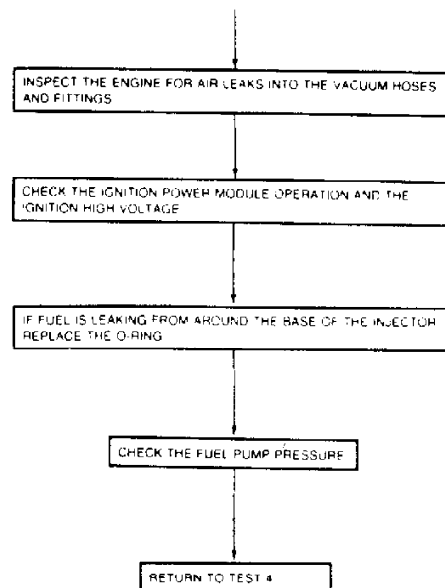 INSPECT THE ENGINE FOR AIR LEAKS INTO THE VACUUM HOSES
AND FITTINGS
CHECK THE IGNITION POWER MODULE OPERATION AND THE
IGNITION HIGH VOLTAGE
IF FUEL IS LEAKING FROM AROUND THE BASE OF THE INJECTOR
REPLACE THE O-RING
CHECK THE FUEL PUMP PRESSURE
RETURN TO TEST 4